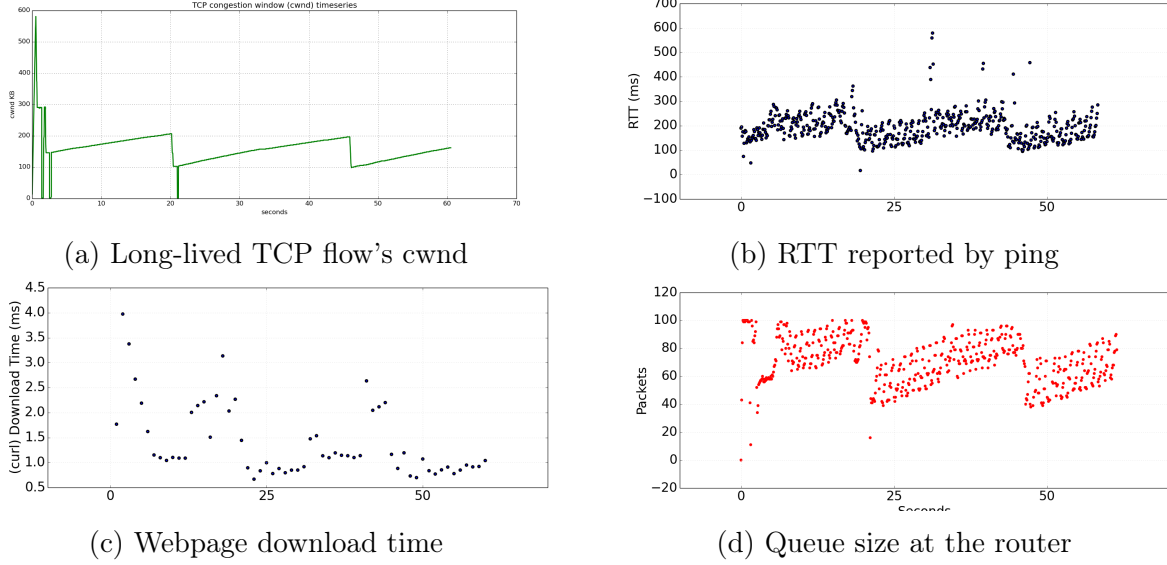 TCP congestion window (cwnd) timeseries
cwnd KB
600
500
400
300
200
100
0
0 10 20 30 40 50 60 70
seconds
(a) Long-lived TCP flow's cwnd
RTT (ms)
700
600
500
400
300
200
100
0
−100
0 25 50
(b) RTT reported by ping
(curl) Download Time (ms)
4.5
4.0
3.5
3.0
2.5
2.0
1.5
1.0
0.5
0 25 50
(c) Webpage download time
Packets
120
100
80
60
40
20
0
−20
0 25 50
Seconds
(d) Queue size at the router